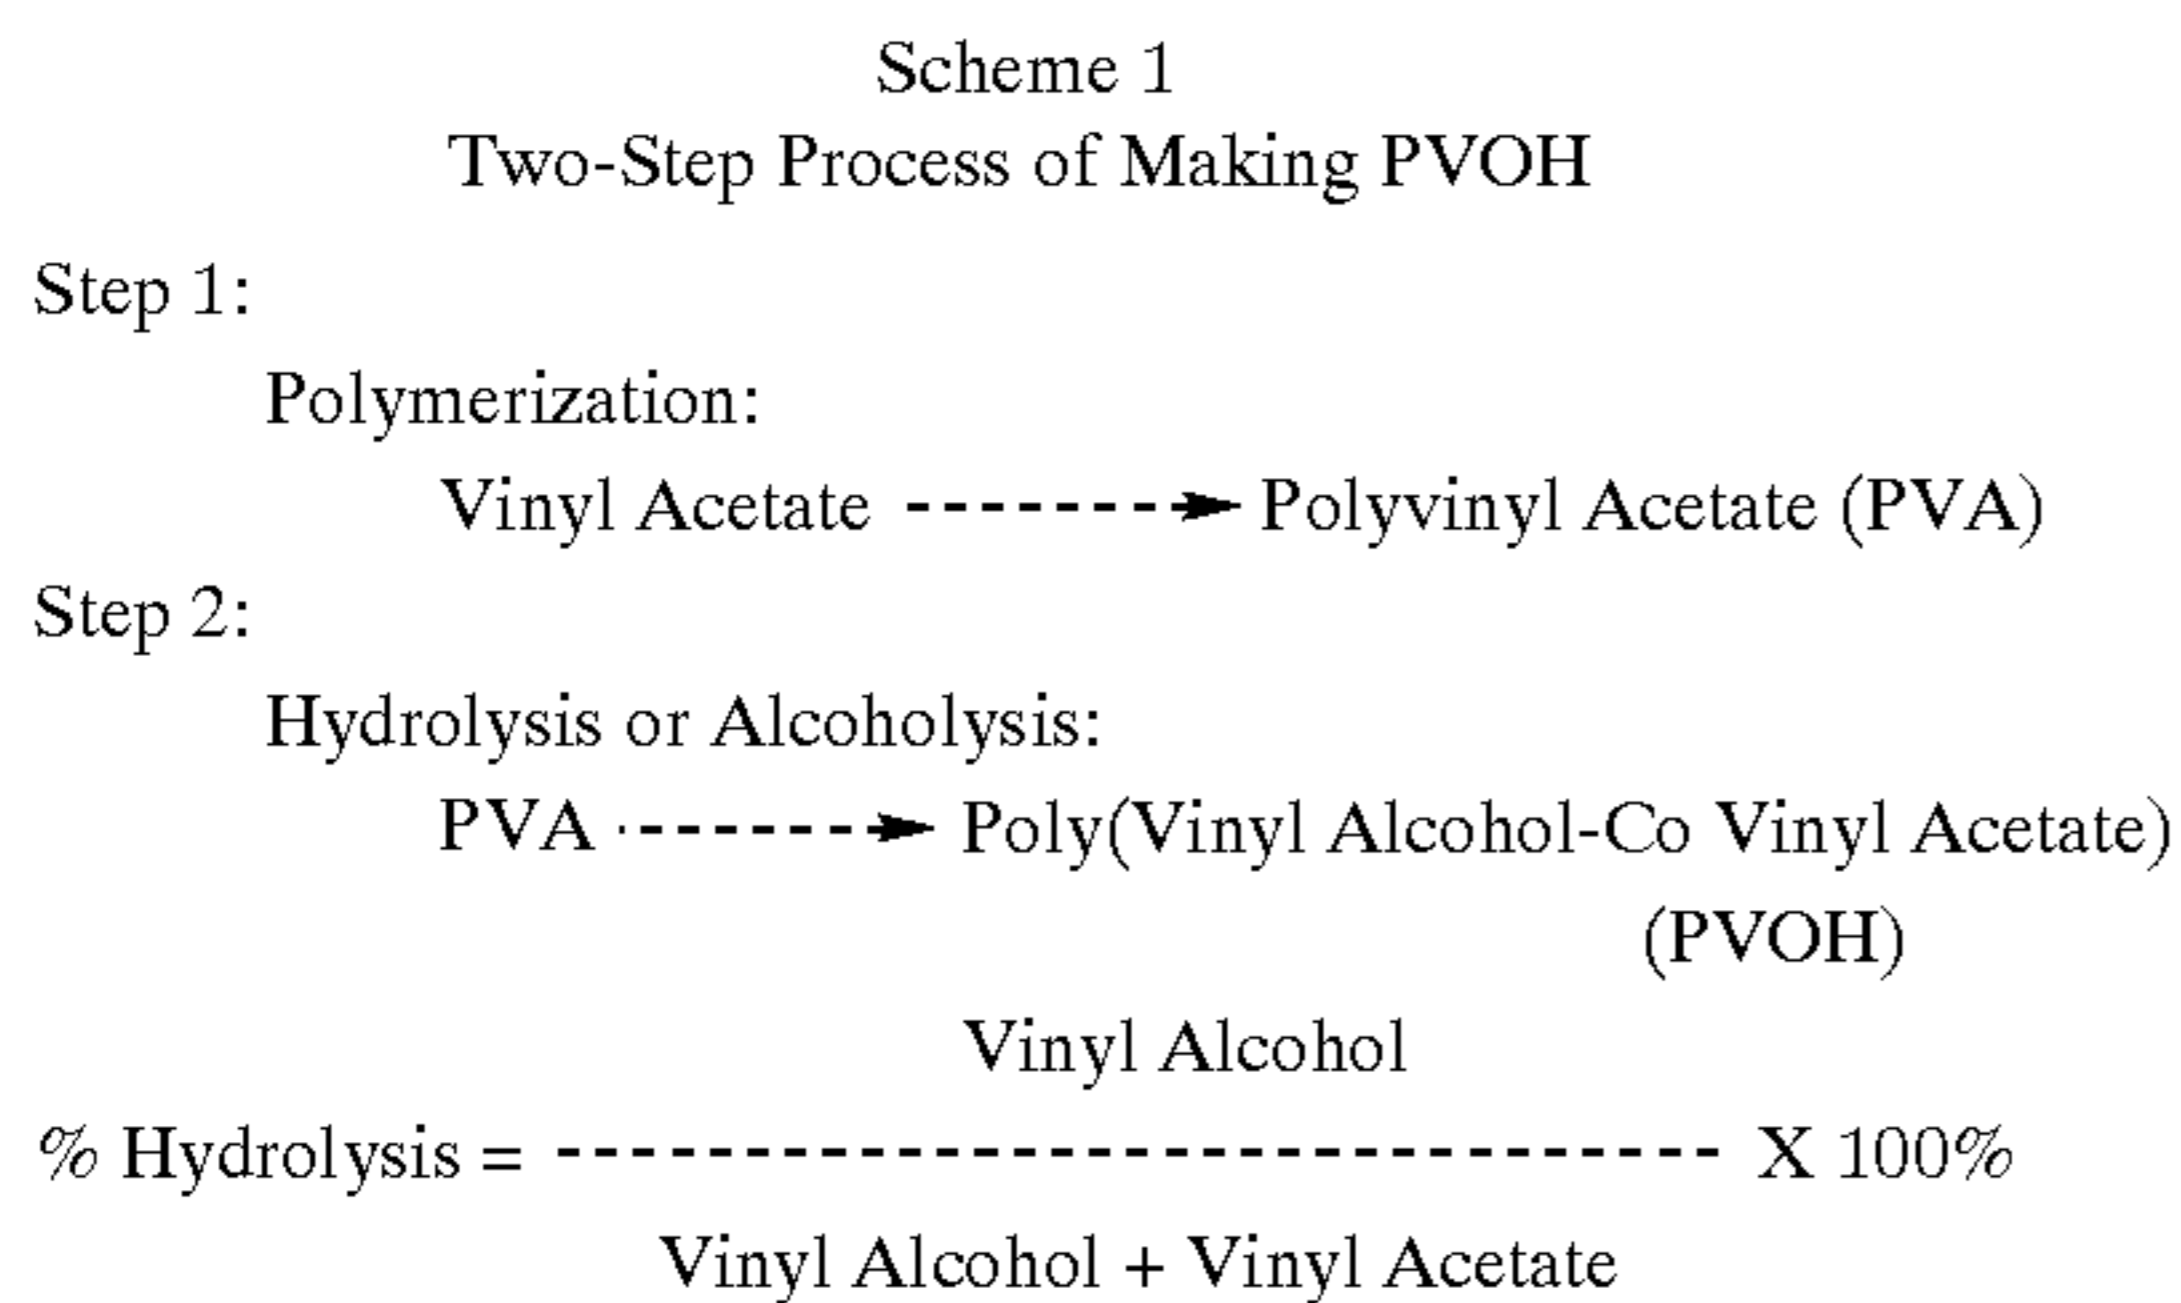 Scheme 1
Two-Step Process of Making PVOH
Step 1:
Polymerization:
Vinyl Acetate --------> Polyvinyl Acetate (PVA)
Step 2:
Hydrolysis or Alcoholysis:
PVA --------> Poly(Vinyl Alcohol-Co Vinyl Acetate)
(PVOH)
Vinyl Alcohol
% Hydrolysis = ------------------------------- X 100%
Vinyl Alcohol + Vinyl Acetate